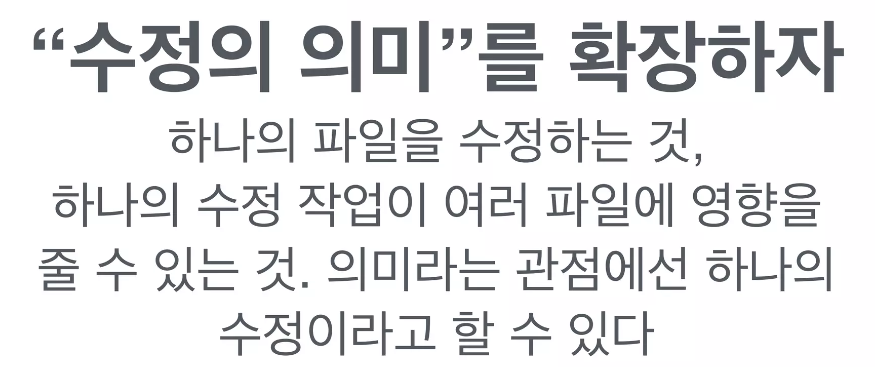 “수정의 의미”를 확장하자
하나의 파일을 수정하는 것,
하나의 수정 작업이 여러 파일에 영향을
줄 수 있는 것. 의미라는 관점에선 하나의
수정이라고 할 수 있다